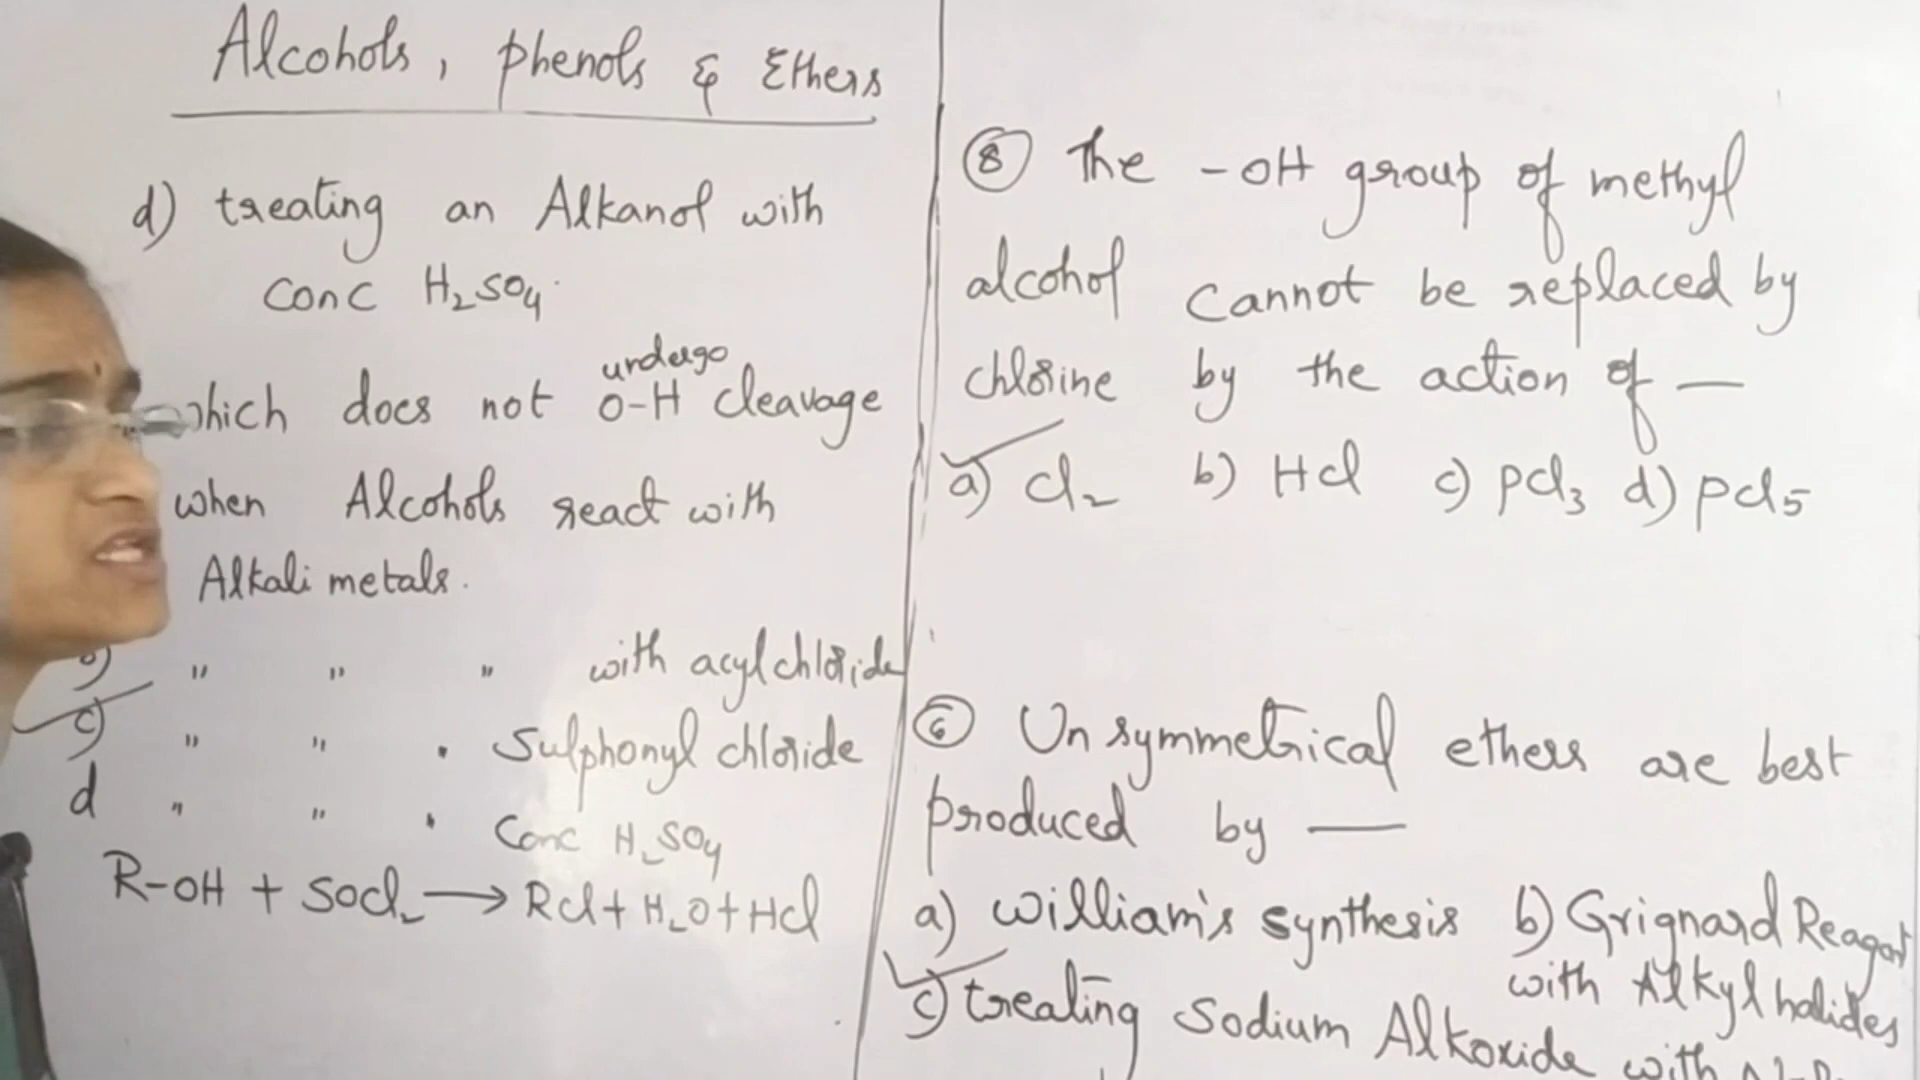 Alcohols, phenols & Ethers
d) treating an Alkanol with
conc H₂SO₄.
which does not undergo O-H cleavage
when Alcohols react with
Alkali metals.
b) " " " with acylchloride
c) " " " Sulphonyl chloride
d " " " Conc H₂SO₄
R-OH + SOCl₂ → RCl + H₂O + HCl
⑧ The -OH group of methyl
alcohol cannot be replaced by
chlorine by the action of —
a) Cl₂ b) HCl c) PCl₃ d) PCl₅
⑥ Unsymmetrical ethers are best
produced by —
a) william's synthesis b) Grignard Reagent
with Alkyl halides
c) treating Sodium Alkoxide with